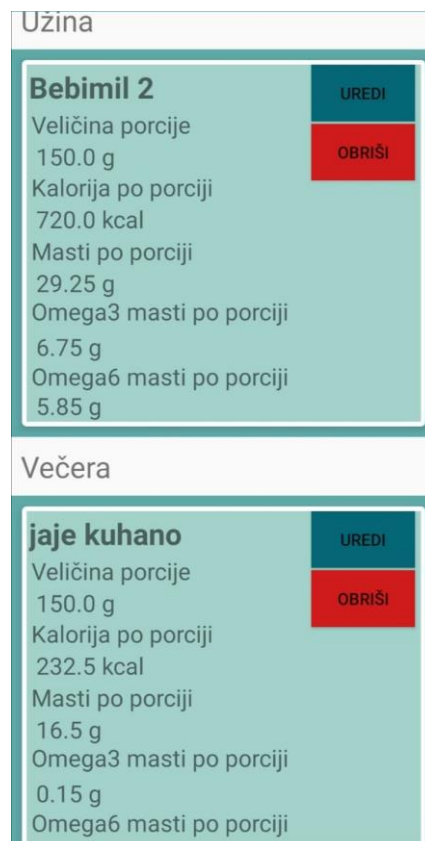 Užina
Bebimil 2
UREDI
Veličina porcije
150.0 g
OBRIŠI
Kalorija po porciji
720.0 kcal
Masti po porciji
29.25 g
Omega3 masti po porciji
6.75 g
Omega6 masti po porciji
5.85 g
Večera
jaje kuhano
UREDI
Veličina porcije
150.0 g
OBRIŠI
Kalorija po porciji
232.5 kcal
Masti po porciji
16.5 g
Omega3 masti po porciji
0.15 g
Omega6 masti po porciji